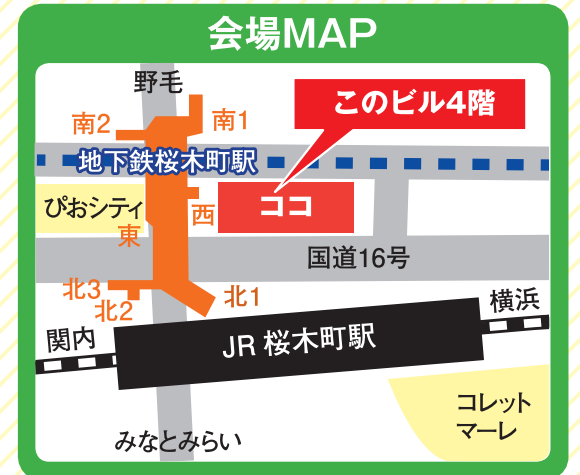 会場MAP
野毛
このビル4階
南2
南1
地下鉄桜木町駅
ぴおシティ
西
ココ
東
国道16号
北3
北2
北1
横浜
関内
JR 桜木町駅
コレット
マーレ
みなとみらい